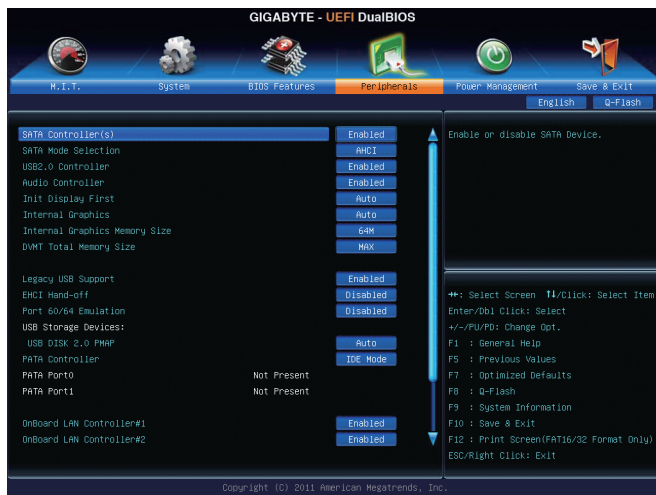 GIGABYTE - UEFI DualBIOS
M.I.T.
System
BIOS Features
Peripherals
Power Management
Save & Exit
English
Q-Flash
SATA Controller(s) Enabled
SATA Mode Selection AHCI
USB2.0 Controller Enabled
Audio Controller Enabled
Init Display First Auto
Internal Graphics Auto
Internal Graphics Memory Size 64M
DVMT Total Memory Size MAX
Legacy USB Support Enabled
EHCI Hand-off Disabled
Port 60/64 Emulation Disabled
USB Storage Devices:
USB DISK 2.0 PMAP Auto
PATA Controller IDE Mode
PATA Port0 Not Present
PATA Port1 Not Present
OnBoard LAN Controller#1 Enabled
OnBoard LAN Controller#2 Enabled
Enable or disable SATA Device.
→←: Select Screen ↑↓/Click: Select Item
Enter/Dbl Click: Select
+/-/PU/PD: Change Opt.
F1 : General Help
F5 : Previous Values
F7 : Optimized Defaults
F8 : Q-Flash
F9 : System Information
F10 : Save & Exit
F12 : Print Screen(FAT16/32 Format Only)
ESC/Right Click: Exit
Copyright (C) 2011 American Megatrends, Inc.